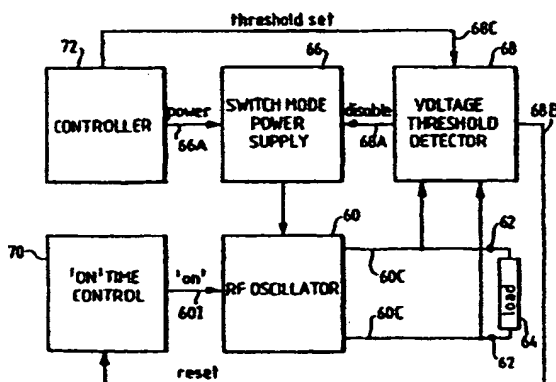 threshold set
72
66
68C
68
CONTROLLER
power
66A
SWITCH MODE
POWER
SUPPLY
disable
68A
VOLTAGE
THRESHOLD
DETECTOR
68B
70
'ON' TIME
CONTROL
'on'
60I
60
RF OSCILLATOR
60C
60C
62
62
load
64
reset